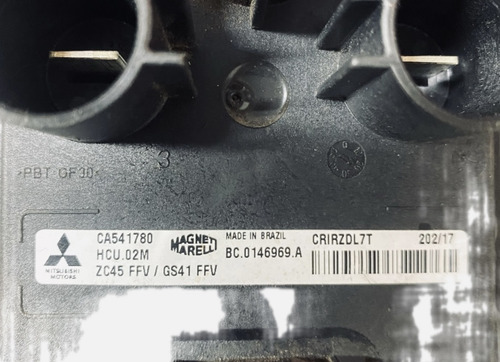 3
>PBT GF30<
CA541780
HCU.02M
ZC45 FFV / GS41 FFV
MITSUBISHI
MOTORS
MAGNETI
MARELLI
MADE IN BRAZIL
BC.0146969.A
CRIRZDL7T
202/17